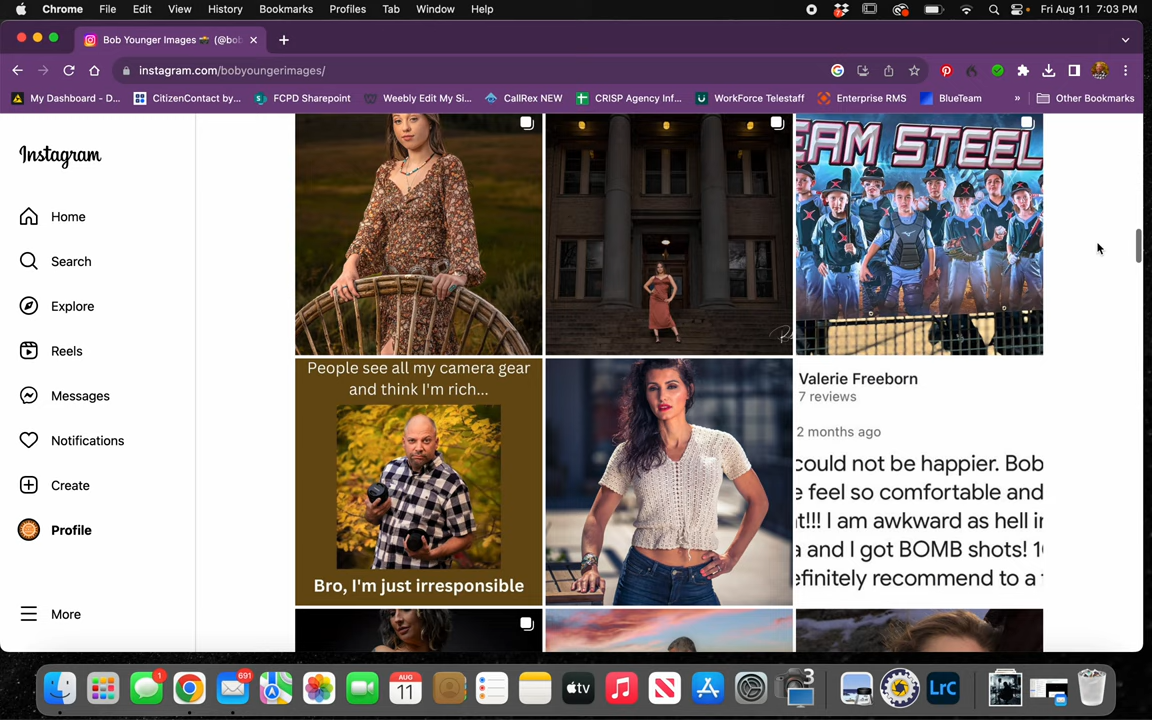 Chrome File Edit View History Bookmarks Profiles Tab Window Help
7
Fri Aug 11 7:03 PM
Bob Younger Images 📸 (@bob
instagram.com/bobyoungerimages/
My Dashboard - D... CitizenContact by... FCPD Sharepoint Weebly Edit My Si... CallRex NEW CRISP Agency Inf... WorkForce Telestaff Enterprise RMS BlueTeam » Other Bookmarks
Instagram
Home
Search
Explore
Reels
Messages
Notifications
Create
Profile
More
EAM STEEL
People see all my camera gear
and think I'm rich...
Bro, I'm just irresponsible
Valerie Freeborn
7 reviews
2 months ago
could not be happier. Bob
e feel so comfortable and
t!!! I am awkward as hell
a and I got BOMB shots!
efinitely recommend to a
1
691
AUG
11
tv
3
LrC